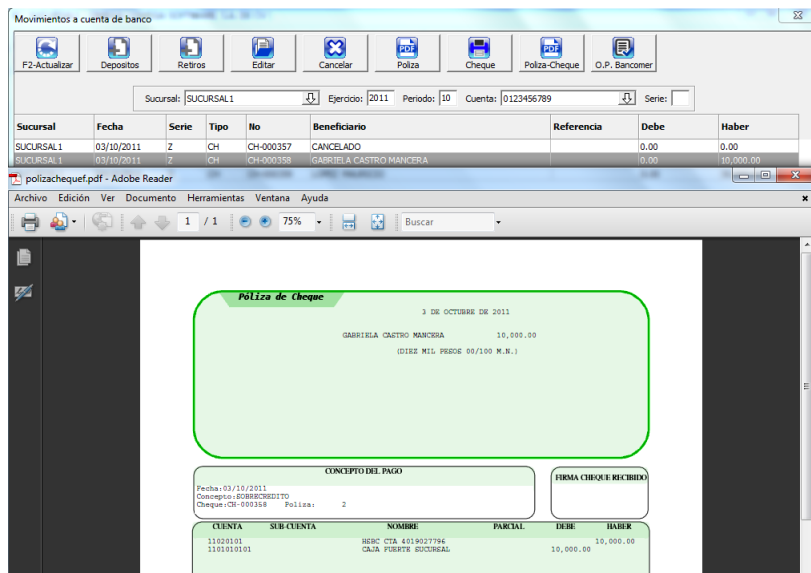 Movimientos a cuenta de banco
F2-Actualizar Depositos Retiros Editar Cancelar Poliza Cheque Poliza-Cheque O.P. Bancomer
Sucursal: SUCURSAL1 Ejercicio: 2011 Periodo: 10 Cuenta: 0123456789 Serie:
Sucursal Fecha Serie Tipo No Beneficiario Referencia Debe Haber
SUCURSAL1 03/10/2011 Z CH CH-000357 CANCELADO 0.00 0.00
SUCURSAL1 03/10/2011 Z CH CH-000358 GABRIELA CASTRO MANCERA 0.00 10,000.00
polizachequef.pdf - Adobe Reader
Archivo Edición Ver Documento Herramientas Ventana Ayuda
1 / 1 75% Buscar
Póliza de Cheque
3 DE OCTUBRE DE 2011
GABRIELA CASTRO MANCERA 10,000.00
(DIEZ MIL PESOS 00/100 M.N.)
CONCEPTO DEL PAGO
FIRMA CHEQUE RECIBIDO
Fecha:03/10/2011
Concepto:SOBRECREDITO
Cheque:CH-000358 Poliza: 2
CUENTA SUB-CUENTA NOMBRE PARCIAL DEBE HABER
11020101 HSBC CTA 4019027796 10,000.00
1101010101 CAJA FUERTE SUCURSAL 10,000.00